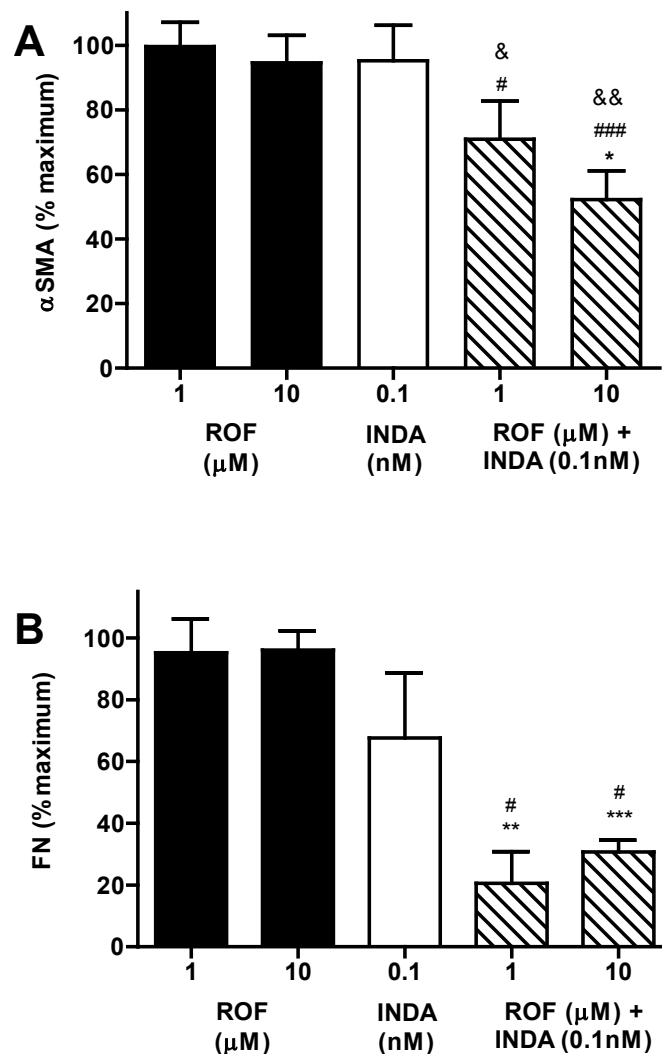 A
αSMA (% maximum)
100
80
60
40
20
0
&
#
&&
###
*
1 10 0.1 1 10
ROF INDA ROF (μM) +
(μM) (nM) INDA (0.1nM)
B
FN (% maximum)
100
80
60
40
20
0
# #
** ***
1 10 0.1 1 10
ROF INDA ROF (μM) +
(μM) (nM) INDA (0.1nM)